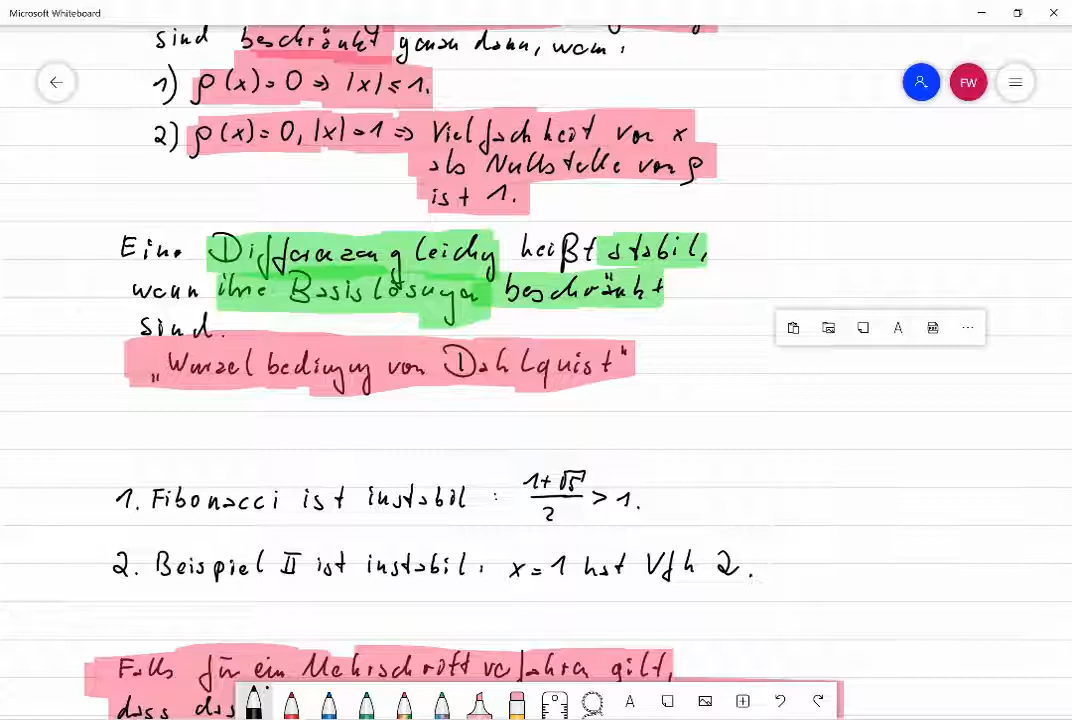 Microsoft Whiteboard
sind beschränkt genau dann, wenn:
1) ρ(x)=0 ⇒ |x| ≤ 1.
FW
2) ρ(x)=0, |x|=1 ⇒ Vielfachheit von x
als Nullstelle von ρ
ist 1.
Eine Differenzengleichg heißt stabil,
wenn ihre Basislösungen beschränkt
sind.
„Wurzelbedingung von Dahlquist“
1. Fibonacci ist instabil : (1+√5)/2 > 1.
2. Beispiel II ist instabil: x=1 hat Vfh 2.
Falls für ein Mehrschrittverfahren gilt,
dass das